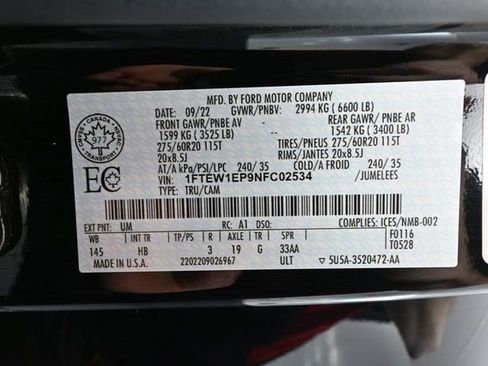 MFD. BY FORD MOTOR COMPANY
09/22 GVWR/PNBV: 2994 KG ( 6600 LB)
FRONT GAWR/PNBE AV REAR GAWR/PNBE AR
1599 KG ( 3525 LB) 1542 KG ( 3400 LB)
275/60R20 115T TIRES/PNEUS 275/60R20 115T
20x8.5J RIMS/JANTES 20x8.5J
AT/A kPa/PSI/LPC 240/ 35 COLD/A FROID 240/ 35
VIN: 1FTEW1EP9NFC02534 /JUMELEES
TYPE: TRU/CAM
CANADA
977
TRANSPORT
EC
EXT PNT: UM RC: A1 DSO: COMPLIES: ICES/NMB-002
WB INT TR TP/PS R AXLE TR SPR F0116
145 HB 3 19 G 33AA T0528
MADE IN U.S.A. 2202209026967 ULT 5U5A-3520472-AA